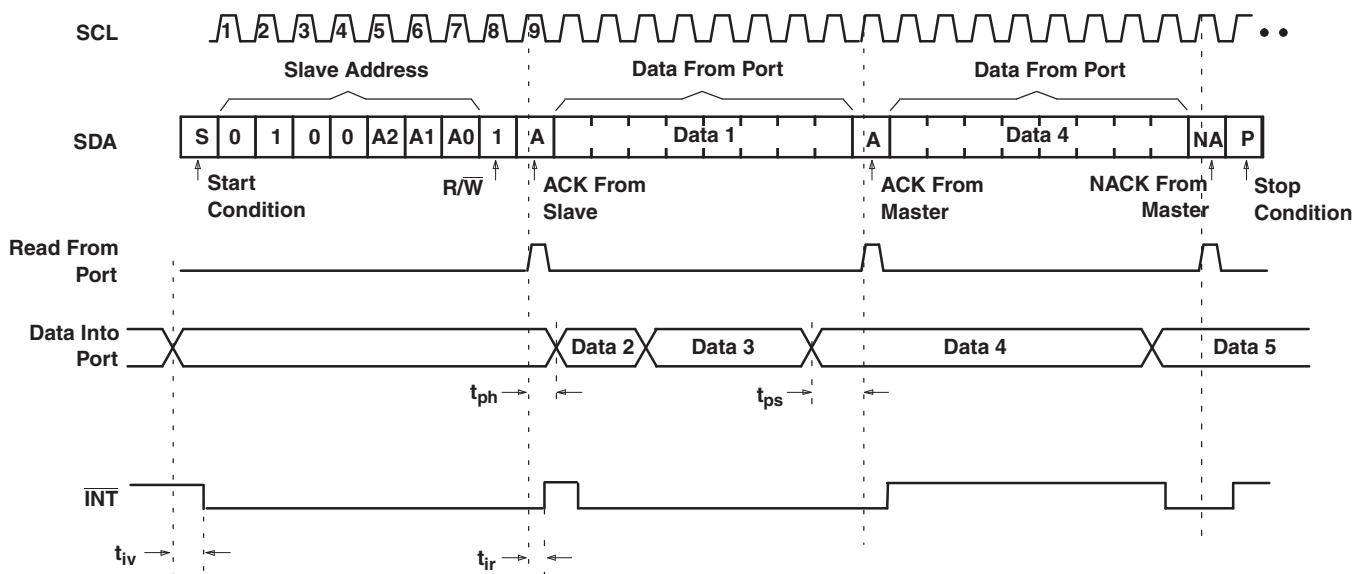 SCL
1 2 3 4 5 6 7 8 9
Slave Address
Data From Port
Data From Port
SDA
S 0 1 0 0 A2 A1 A0 1 A Data 1 A Data 4 NA P
Start
Condition
R/W
ACK From
Slave
ACK From
Master
NACK From
Master
Stop
Condition
Read From
Port
Data Into
Port
Data 2
Data 3
Data 4
Data 5
tph
tps
INT
tiv
tir